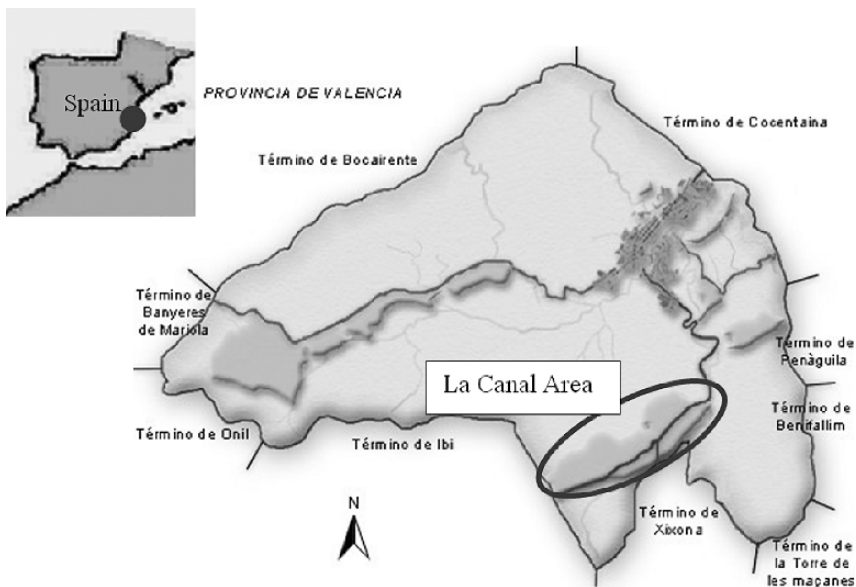 Spain
PROVINCIA DE VALENCIA
Término de Cocentaina
Término de Bocairente
Término de
Banyeres
de Mariola
Término de
Penàguila
La Canal Area
Término de
Benifallim
Término de Onil
Término de Ibi
N
Término de
Xixona
Término de
la Torre de
les maçanes